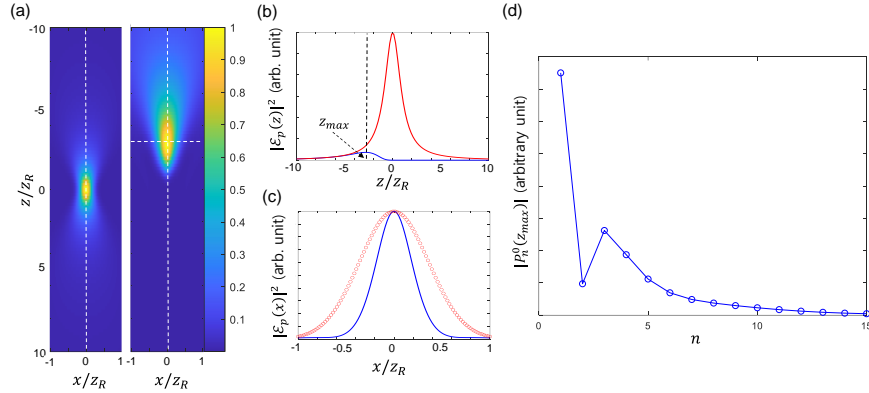 (a)
-10
-5
0
5
10
z/z_R
-1
0
1
x/z_R
-1
0
1
x/z_R
1
0.9
0.8
0.7
0.6
0.5
0.4
0.3
0.2
0.1
(b)
|ℰ_p(z)|² (arb. unit)
z_max
-10
-5
0
5
10
z/z_R
(c)
|ℰ_p(x)|² (arb. unit)
-1
-0.5
0
0.5
1
x/z_R
(d)
|P_n^0(z_max)| (arbitrary unit)
0
5
10
15
n